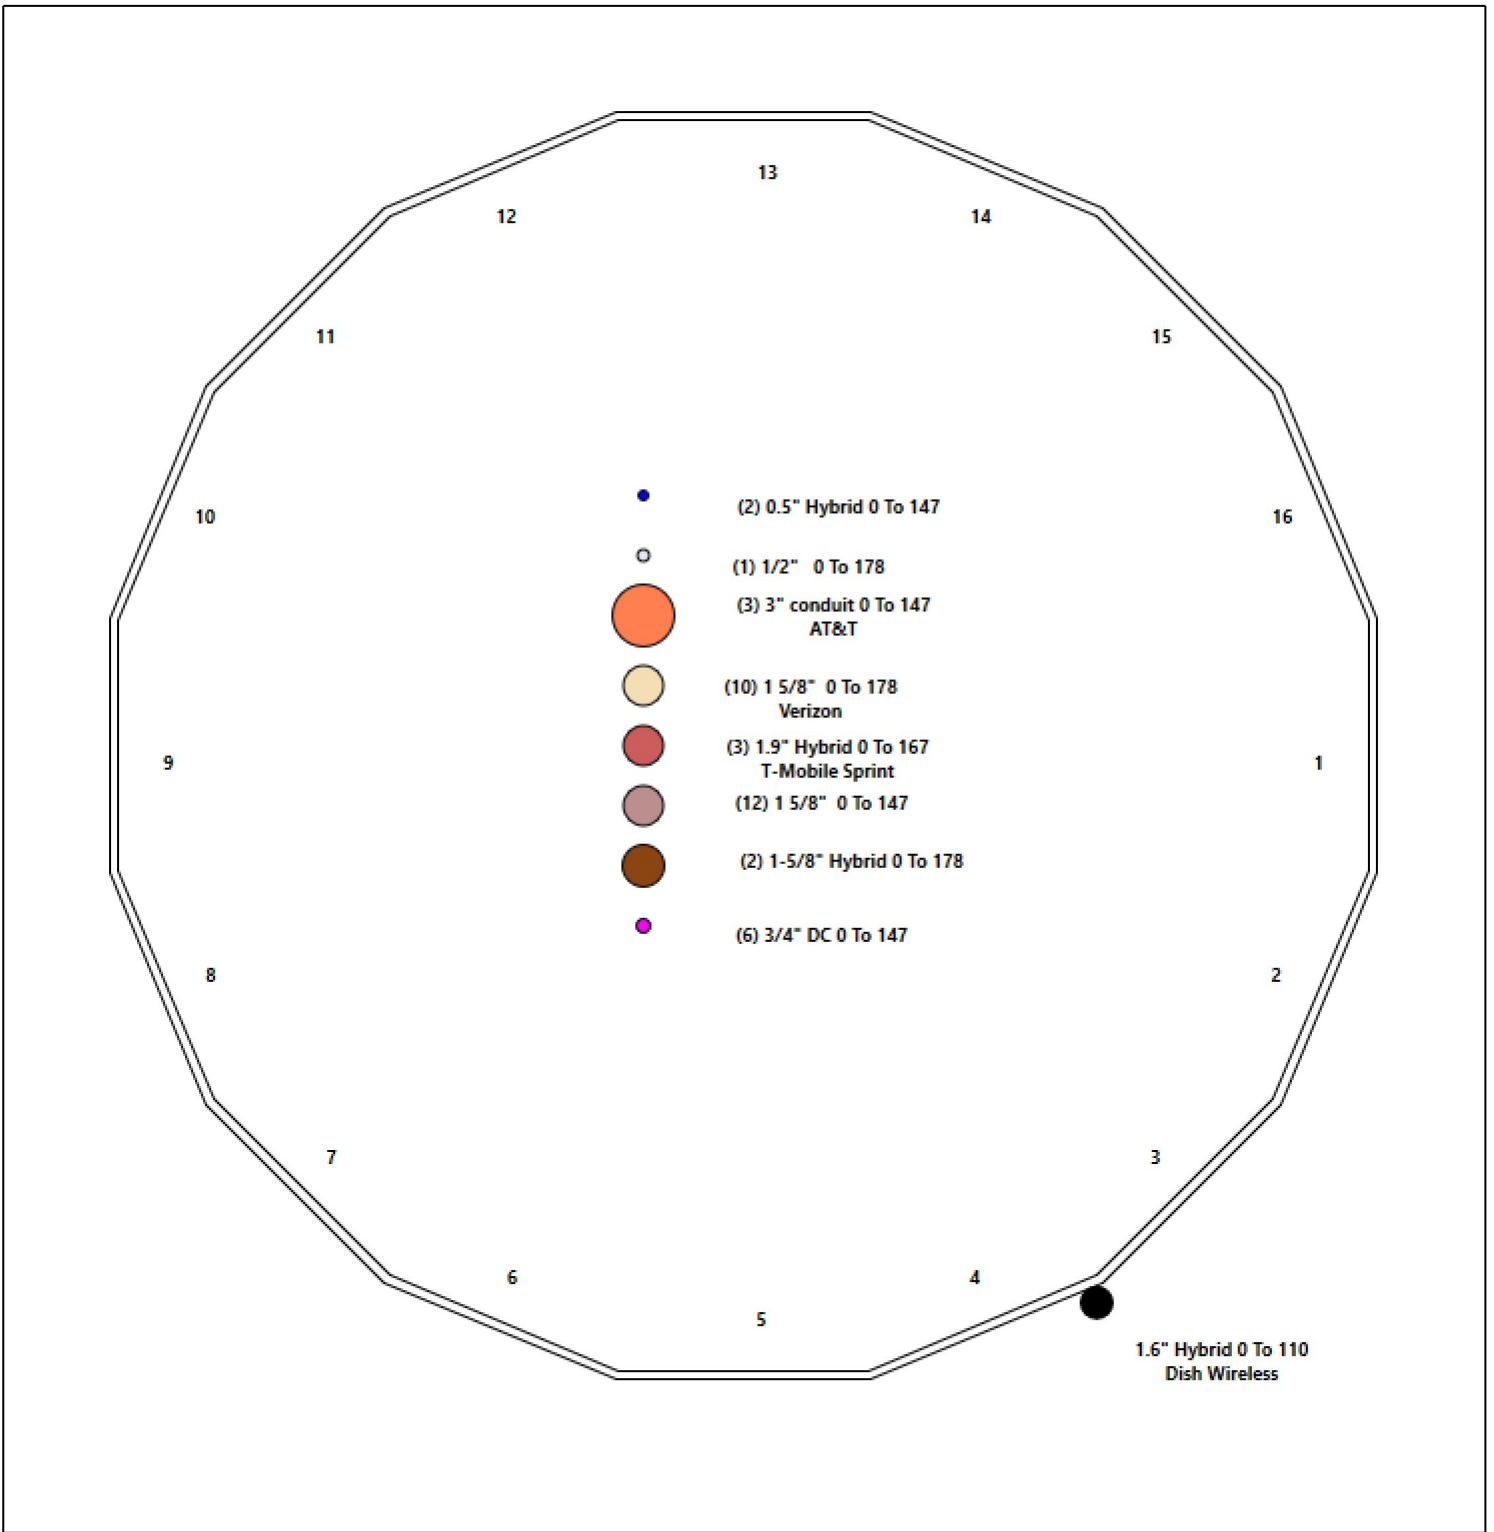 13
12
14
11
15
(2) 0.5" Hybrid 0 To 147
10
16
(1) 1/2" 0 To 178
(3) 3" conduit 0 To 147
AT&T
(10) 1 5/8" 0 To 178
Verizon
(3) 1.9" Hybrid 0 To 167
9
1
T-Mobile Sprint
(12) 1 5/8" 0 To 147
(2) 1-5/8" Hybrid 0 To 178
(6) 3/4" DC 0 To 147
8
2
7
3
6
4
5
1.6" Hybrid 0 To 110
Dish Wireless